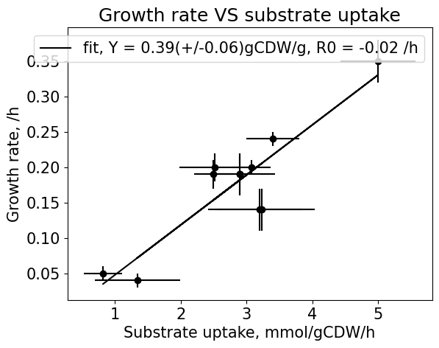 Growth rate VS substrate uptake
fit, Y = 0.39(+/-0.06)gCDW/g, R0 = -0.02 /h
Growth rate, /h
0.35
0.30
0.25
0.20
0.15
0.10
0.05
1 2 3 4 5
Substrate uptake, mmol/gCDW/h